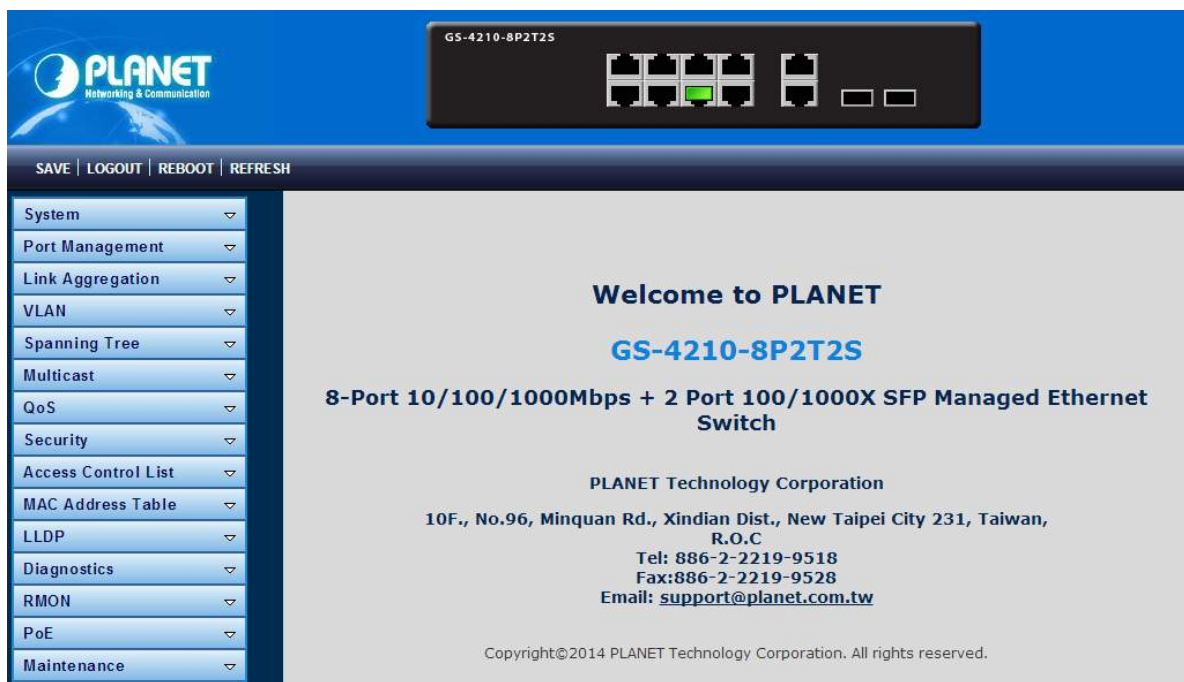 GS-4210-8P2T2S
PLANET
Networking & Communication
SAVE | LOGOUT | REBOOT | REFRESH
System
Port Management
Link Aggregation
VLAN
Spanning Tree
Multicast
QoS
Security
Access Control List
MAC Address Table
LLDP
Diagnostics
RMON
PoE
Maintenance
Welcome to PLANET
GS-4210-8P2T2S
8-Port 10/100/1000Mbps + 2 Port 100/1000X SFP Managed Ethernet
Switch
PLANET Technology Corporation
10F., No.96, Minquan Rd., Xindian Dist., New Taipei City 231, Taiwan,
R.O.C
Tel: 886-2-2219-9518
Fax:886-2-2219-9528
Email: support@planet.com.tw
Copyright©2014 PLANET Technology Corporation. All rights reserved.